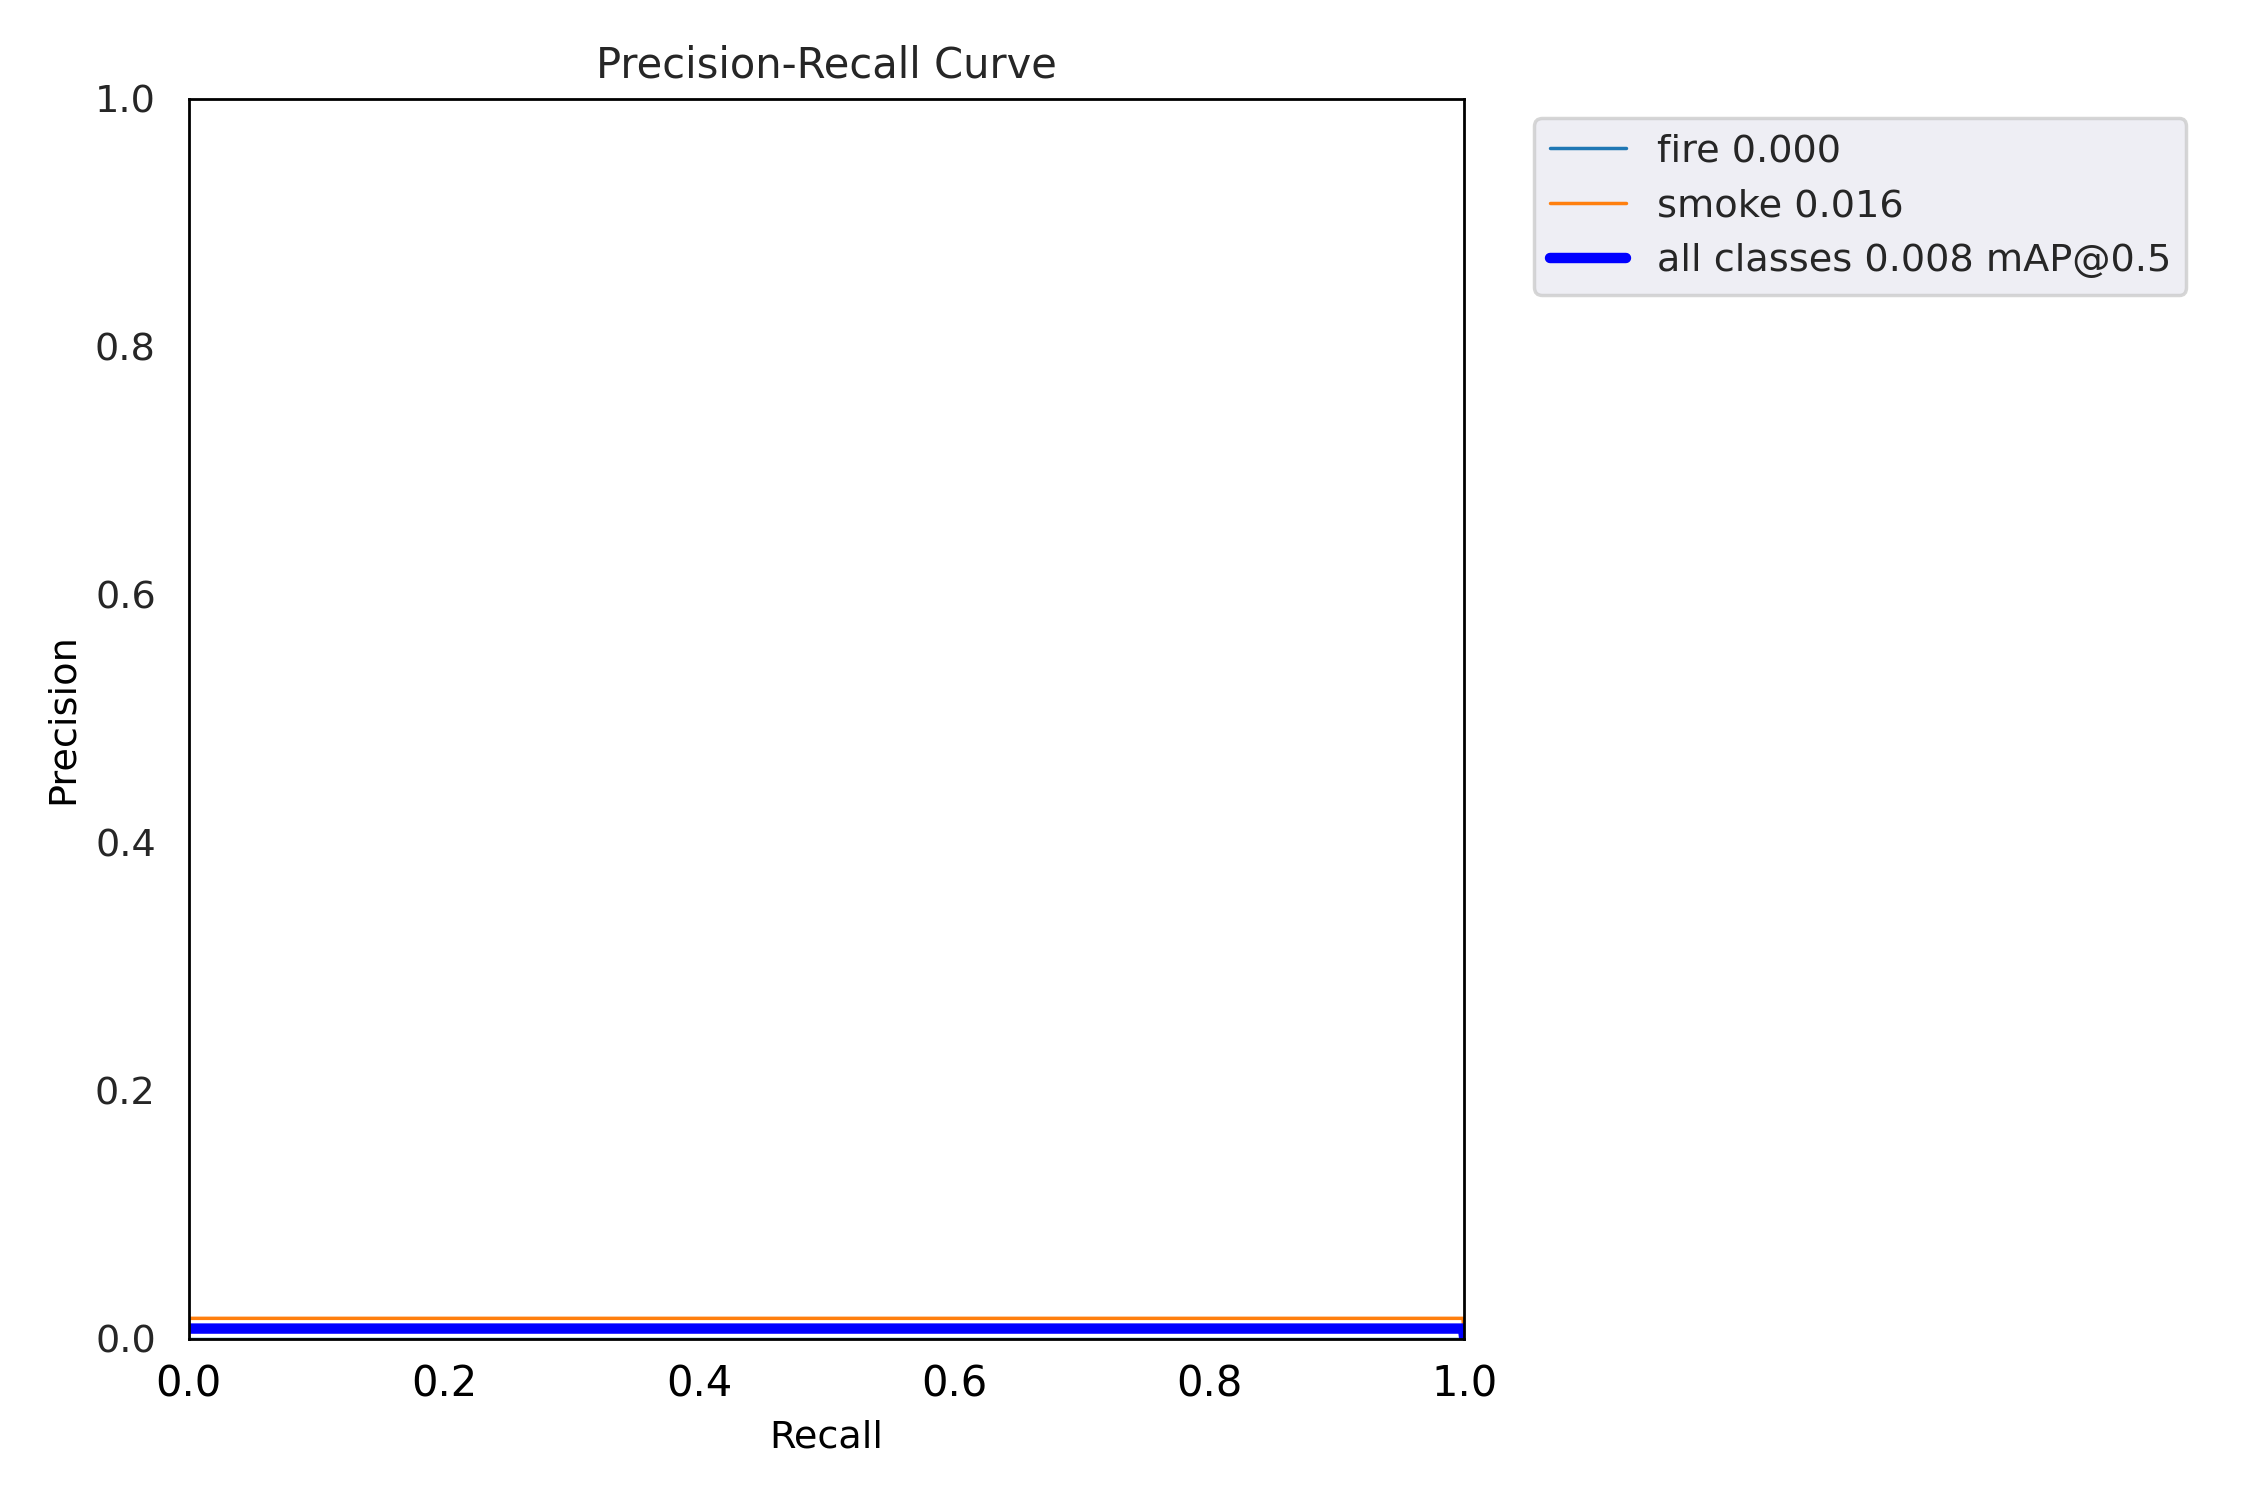 Precision-Recall Curve
1.0
0.8
0.6
0.4
0.2
0.0
Precision
0.0 0.2 0.4 0.6 0.8 1.0
Recall
fire 0.000
smoke 0.016
all classes 0.008 mAP@0.5